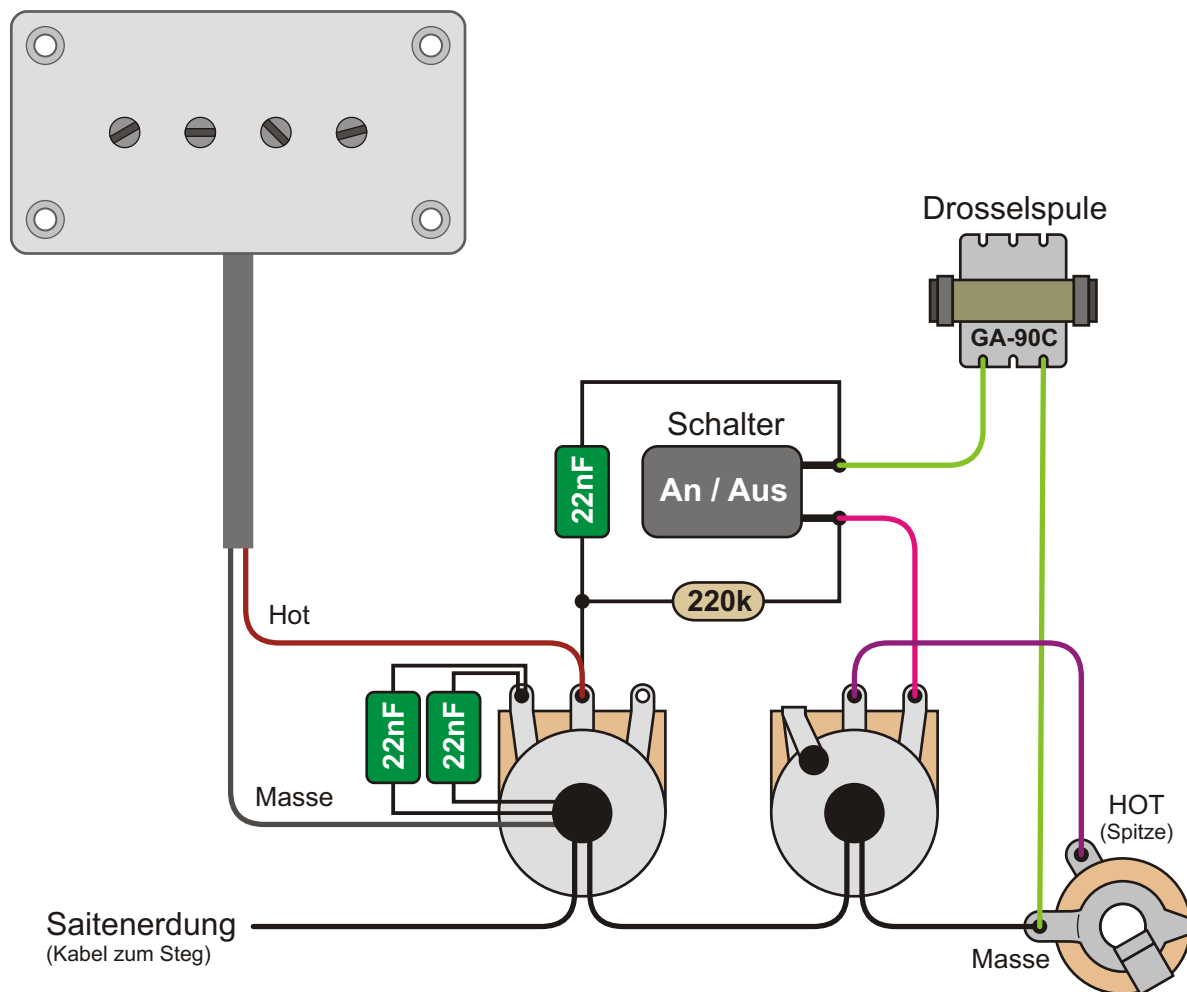 Drosselspule
GA-90C
Schalter
An / Aus
22nF
220k
Hot
22nF
22nF
Masse
HOT
(Spitze)
Saitenerdung
(Kabel zum Steg)
Masse